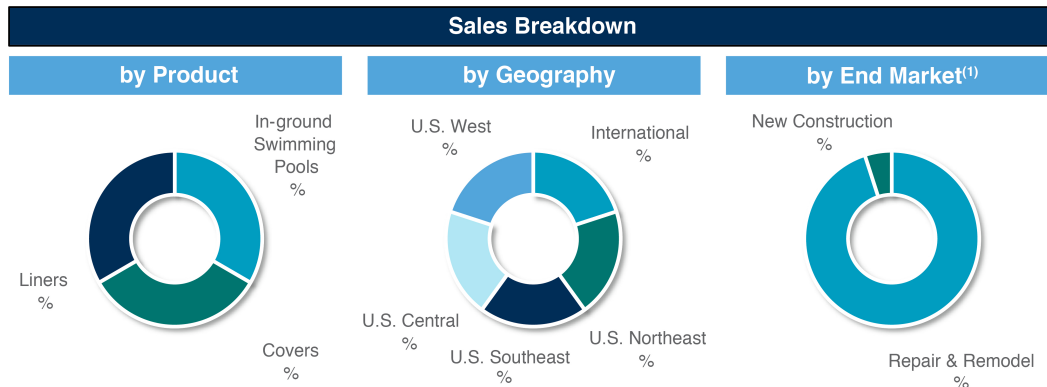 Sales Breakdown
by Product
by Geography
by End Market(1)
In-ground
Swimming
Pools
%
Liners
%
Covers
%
U.S. West
%
International
%
U.S. Central
%
U.S. Southeast
%
U.S. Northeast
%
New Construction
%
Repair & Remodel
%